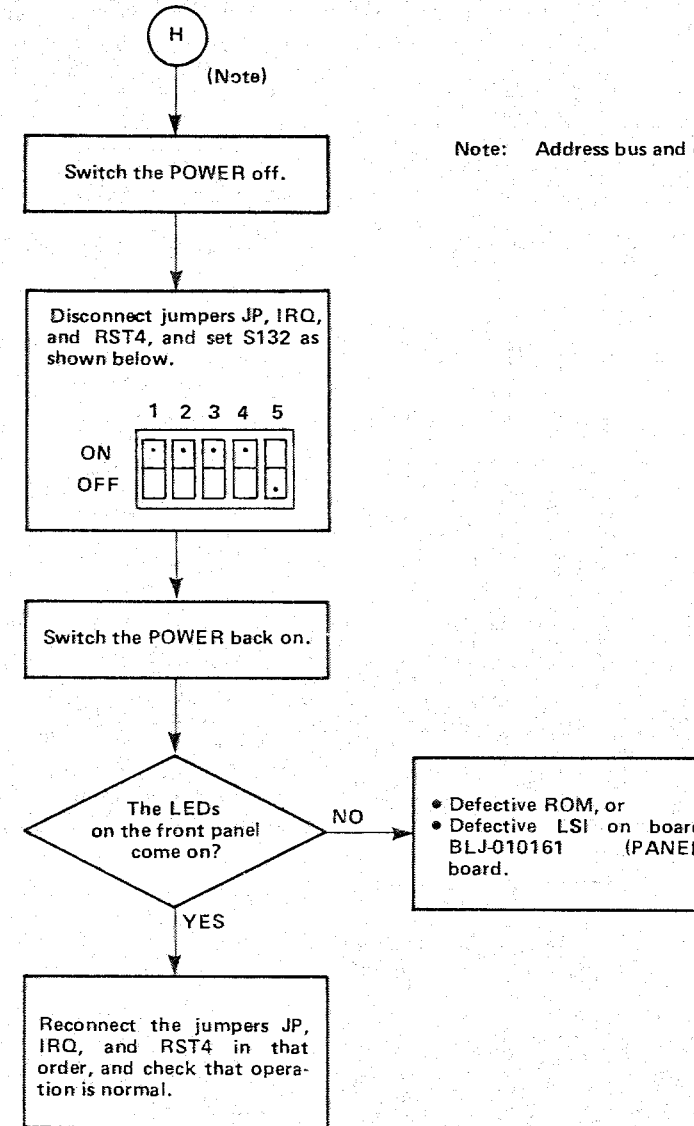 H
(Note)
Switch the POWER off.
Note: Address bus and
Disconnect jumpers JP, IRQ,
and RST4, and set S132 as
shown below.
1 2 3 4 5
ON
OFF
Switch the POWER back on.
The LEDs
on the front panel
come on?
NO
YES
• Defective ROM, or
• Defective LSI on board
BLJ-010161 (PANEL
board.
Reconnect the jumpers JP,
IRQ, and RST4 in that
order, and check that opera-
tion is normal.